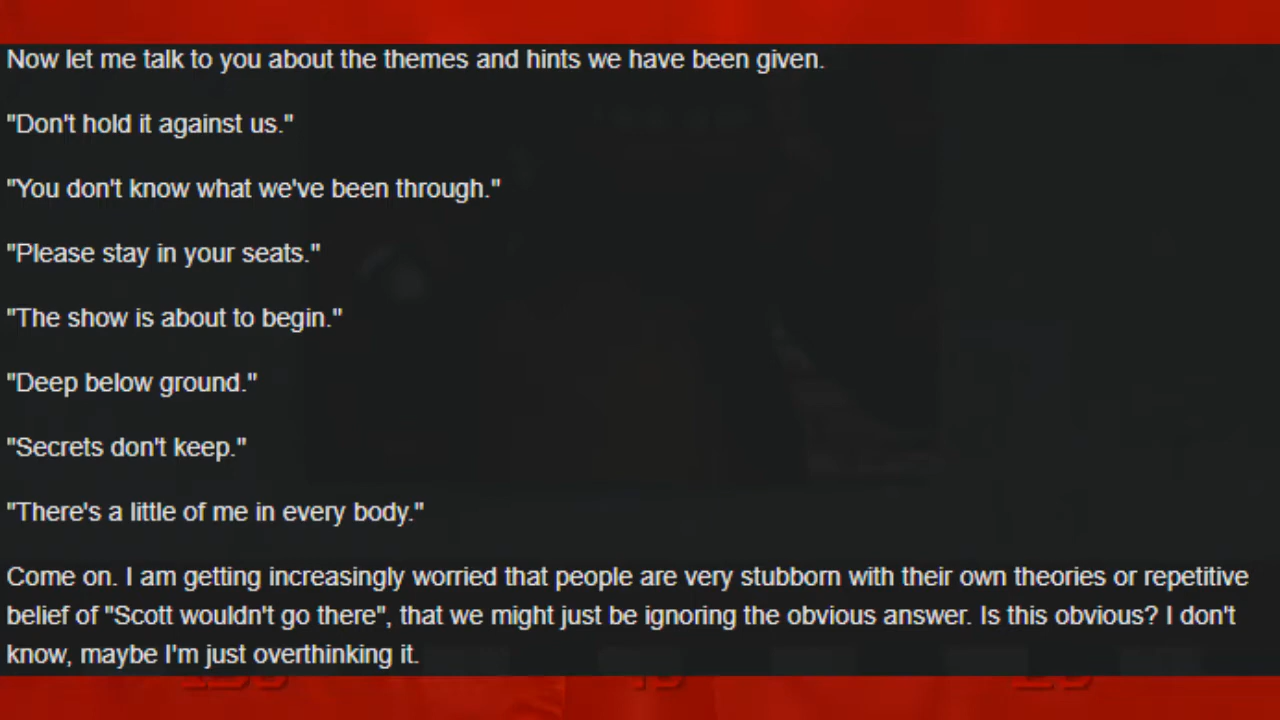 Now let me talk to you about the themes and hints we have been given.
"Don't hold it against us."
"You don't know what we've been through."
"Please stay in your seats."
"The show is about to begin."
"Deep below ground."
"Secrets don't keep."
"There's a little of me in every body."
Come on. I am getting increasingly worried that people are very stubborn with their own theories or repetitive
belief of "Scott wouldn't go there", that we might just be ignoring the obvious answer. Is this obvious? I don't
know, maybe I'm just overthinking it.